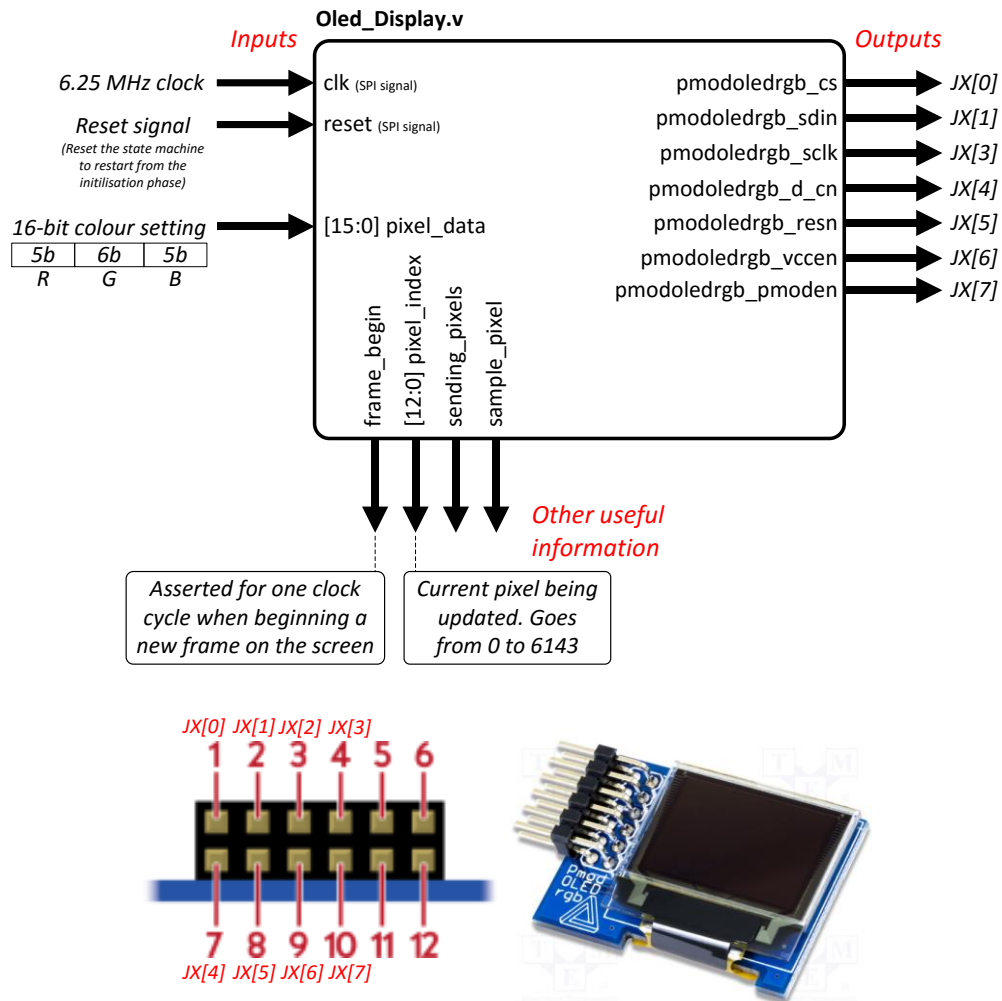 Oled_Display.v
Inputs
Outputs
6.25 MHz clock
clk (SPI signal)
pmodoledrgb_cs
JX[0]
Reset signal
reset (SPI signal)
pmodoledrgb_sdin
JX[1]
(Reset the state machine
to restart from the
initilisation phase)
pmodoledrgb_sclk
JX[3]
pmodoledrgb_d_cn
JX[4]
16-bit colour setting
[15:0] pixel_data
pmodoledrgb_resn
JX[5]
5b 6b 5b
R G B
pmodoledrgb_vccen
JX[6]
pmodoledrgb_pmoden
JX[7]
frame_begin
[12:0] pixel_index
sending_pixels
sample_pixel
Other useful
information
Asserted for one clock
cycle when beginning a
new frame on the screen
Current pixel being
updated. Goes
from 0 to 6143
JX[0] JX[1] JX[2] JX[3]
1 2 3 4 5 6
7 8 9 10 11 12
JX[4] JX[5] JX[6] JX[7]
Pmod
OLED
rgb
T M
T E M